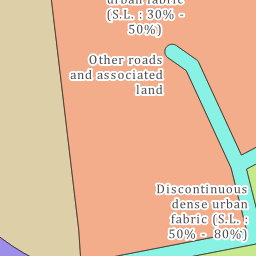 urban fabric
(S.L. : 30% -
50%)
Other roads
and associated
land
Discontinuous
dense urban
fabric (S.L. :
50% - 80%)